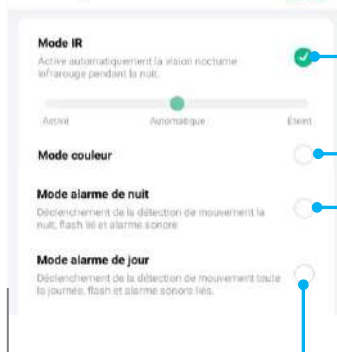 Mode IR
Active automatiquement la vision nocturne
infrarouge pendant la nuit.
Activé Automatique Éteint
Mode couleur
Mode alarme de nuit
Déclenchement de la détection de mouvement la
nuit, flash lié et alarme sonore
Mode alarme de jour
Déclenchement de la détection de mouvement toute
la journée, flash et alarme sonore liés.